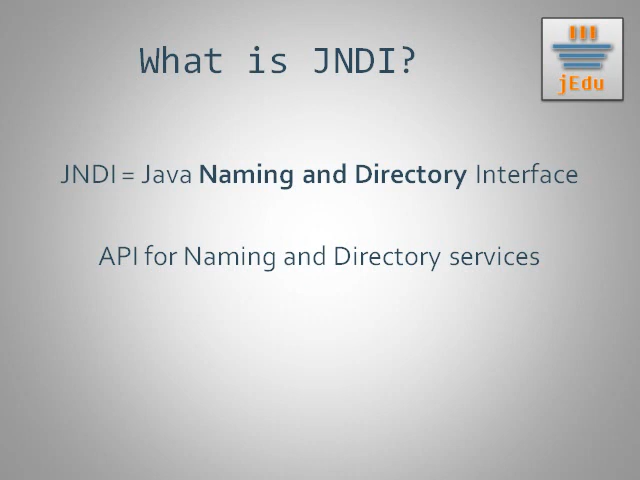 What is JNDI?
jEdu
JNDI = Java Naming and Directory Interface
API for Naming and Directory services